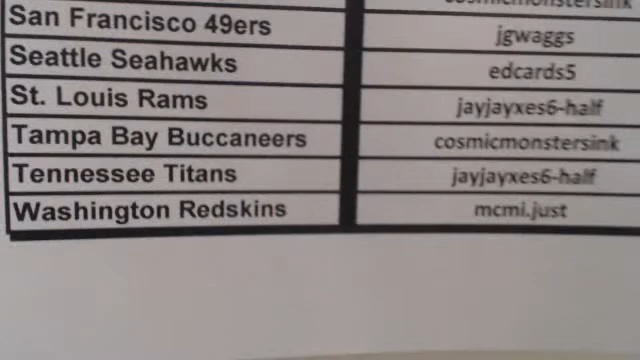 cosmicmonstersink
San Francisco 49ers jgwaggs
Seattle Seahawks edcards5
St. Louis Rams jayjayxes6-half
Tampa Bay Buccaneers cosmicmonstersink
Tennessee Titans jayjayxes6-half
Washington Redskins mcmi.just